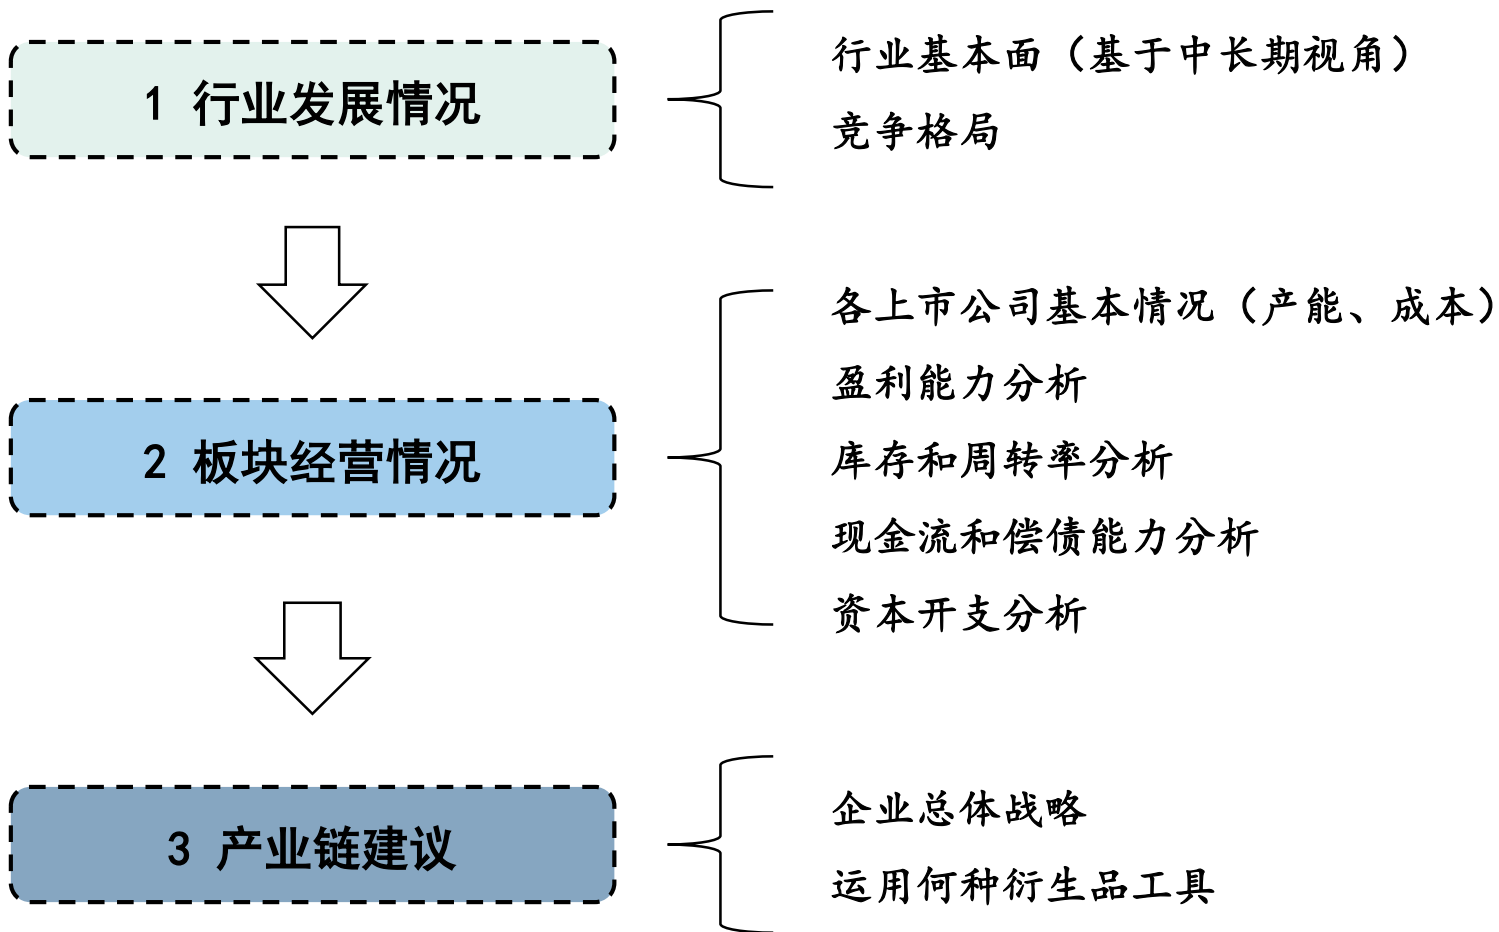 1 行业发展情况
行业基本面（基于中长期视角）
竞争格局
2 板块经营情况
各上市公司基本情况（产能、成本）
盈利能力分析
库存和周转率分析
现金流和偿债能力分析
资本开支分析
3 产业链建议
企业总体战略
运用何种衍生品工具